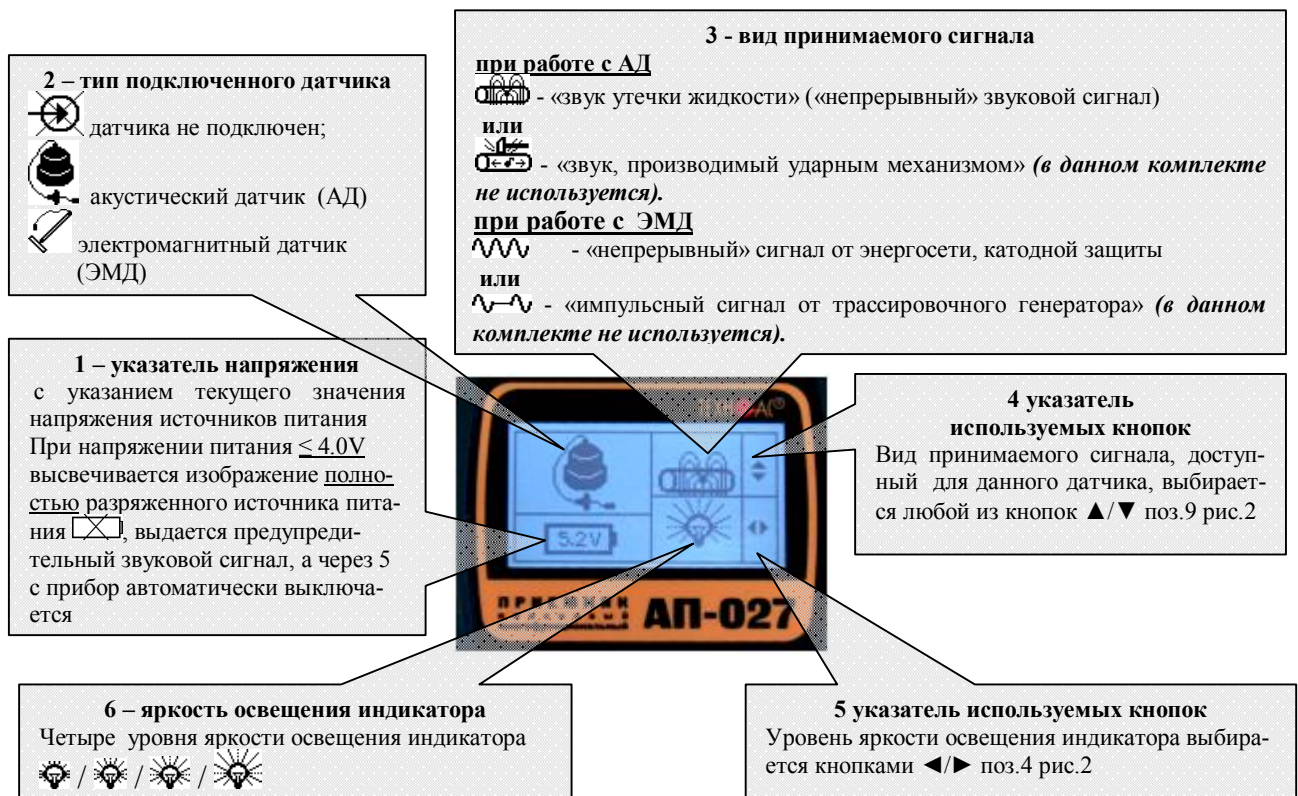 3 - вид принимаемого сигнала
при работе с АД
- «звук утечки жидкости» («непрерывный» звуковой сигнал)
или
- «звук, производимый ударным механизмом» (в данном комплекте
не используется).
при работе с ЭМД
- «непрерывный» сигнал от энергосети, катодной защиты
или
- «импульсный сигнал от трассировочного генератора» (в данном
комплекте не используется).
2 – тип подключенного датчика
датчика не подключен;
акустический датчик (АД)
электромагнитный датчик
(ЭМД)
1 – указатель напряжения
с указанием текущего значения
напряжения источников питания
При напряжении питания ≤ 4.0V
высвечивается изображение полно-
стью разряженного источника пита-
ния , выдается предупреди-
тельный звуковой сигнал, а через 5
с прибор автоматически выключа-
ется
5.2V
ПРИЕМНИК
АП-027
4 указатель
используемых кнопок
Вид принимаемого сигнала, доступ-
ный для данного датчика, выбирает-
ся любой из кнопок ▲/▼ поз.9 рис.2
6 – яркость освещения индикатора
Четыре уровня яркости освещения индикатора
/ / /
5 указатель используемых кнопок
Уровень яркости освещения индикатора выбира-
ется кнопками ◄/► поз.4 рис.2